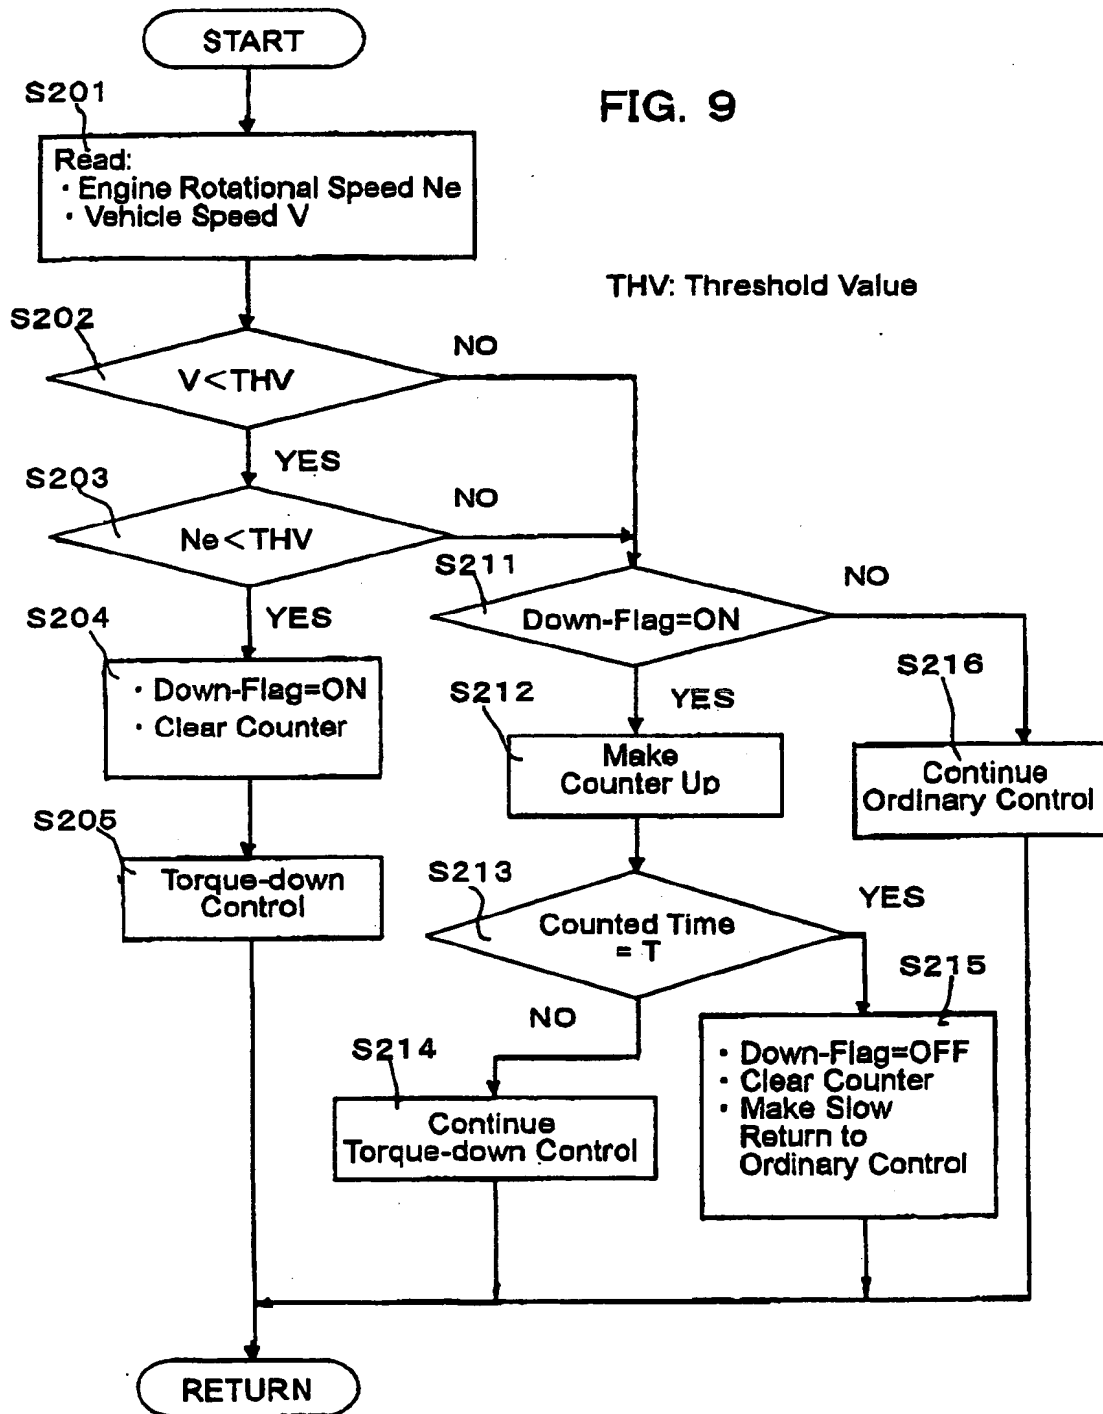 START
S201
FIG. 9
Read:
・Engine Rotational Speed Ne
・Vehicle Speed V
THV: Threshold Value
S202
NO
V<THV
YES
S203
NO
Ne<THV
S211
NO
YES
S204
Down-Flag=ON
S216
・Down-Flag=ON
・Clear Counter
S212
YES
Make
Counter Up
Continue
Ordinary Control
S205
Torque-down
Control
S213
YES
Counted Time
= T
S215
NO
S214
・Down-Flag=OFF
・Clear Counter
・Make Slow
Return to
Ordinary Control
Continue
Torque-down Control
RETURN